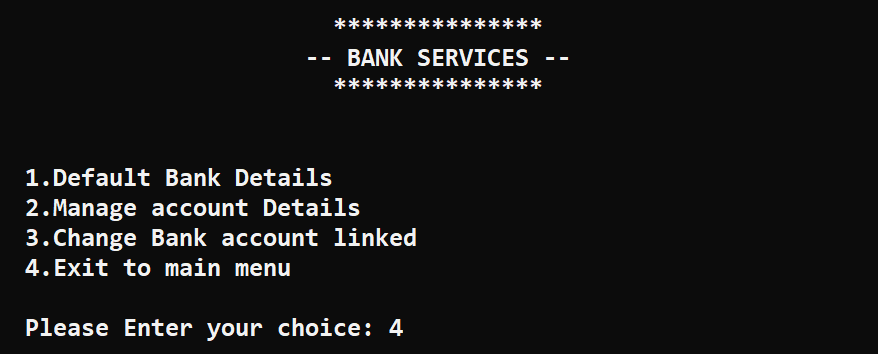 ***************
-- BANK SERVICES --
***************
1.Default Bank Details
2.Manage account Details
3.Change Bank account linked
4.Exit to main menu
Please Enter your choice: 4